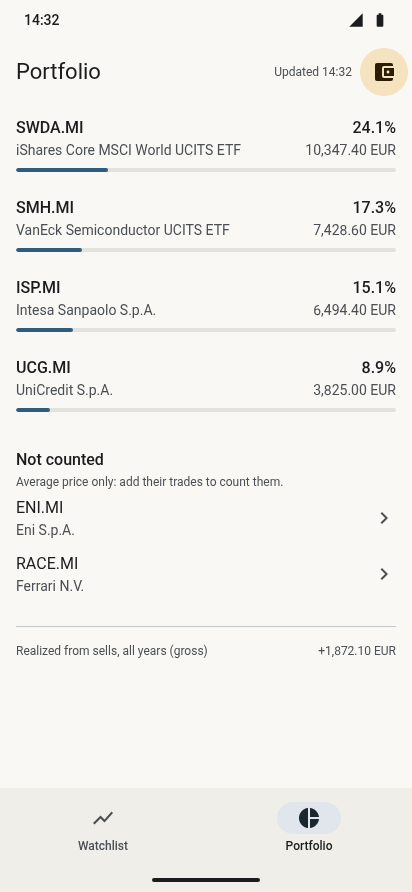 14:32
Portfolio
Updated 14:32
SWDA.MI 24.1%
iShares Core MSCI World UCITS ETF 10,347.40 EUR
SMH.MI 17.3%
VanEck Semiconductor UCITS ETF 7,428.60 EUR
ISP.MI 15.1%
Intesa Sanpaolo S.p.A. 6,494.40 EUR
UCG.MI 8.9%
UniCredit S.p.A. 3,825.00 EUR
Not counted
Average price only: add their trades to count them.
ENI.MI
Eni S.p.A.
RACE.MI
Ferrari N.V.
Realized from sells, all years (gross) +1,872.10 EUR
Watchlist Portfolio